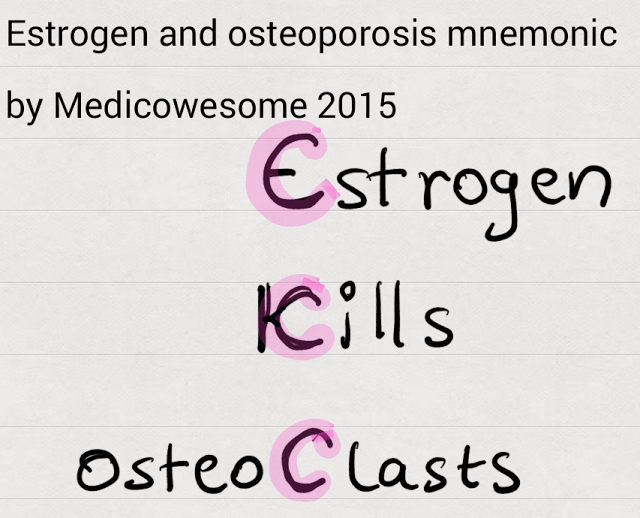 Estrogen and osteoporosis mnemonic
by Medicowesome 2015
Estrogen
Kills
OsteoClasts